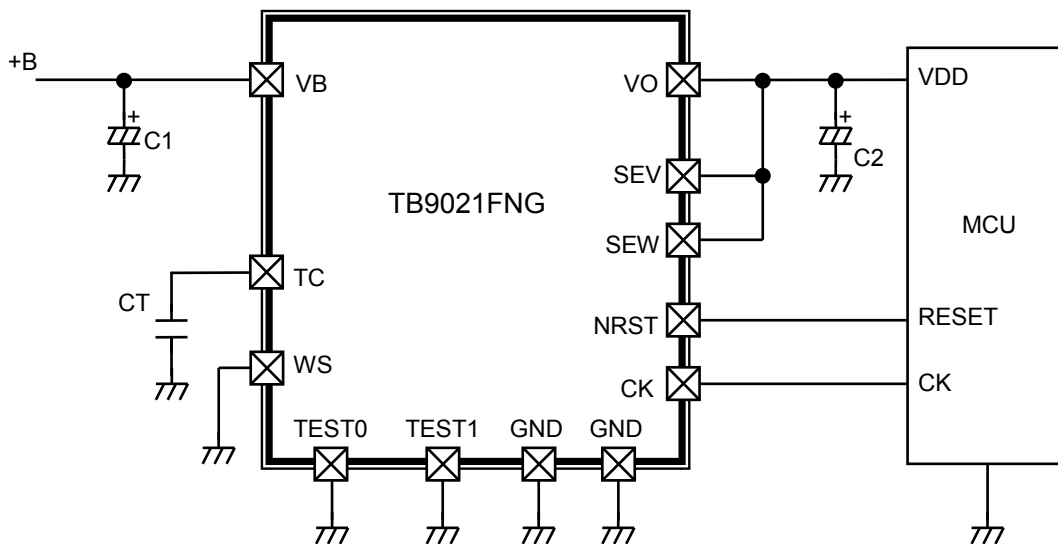 +B
VB
VO
VDD
+
C1
+
C2
SEV
TB9021FNG
SEW
MCU
TC
CT
NRST
RESET
WS
CK
CK
TEST0
TEST1
GND
GND